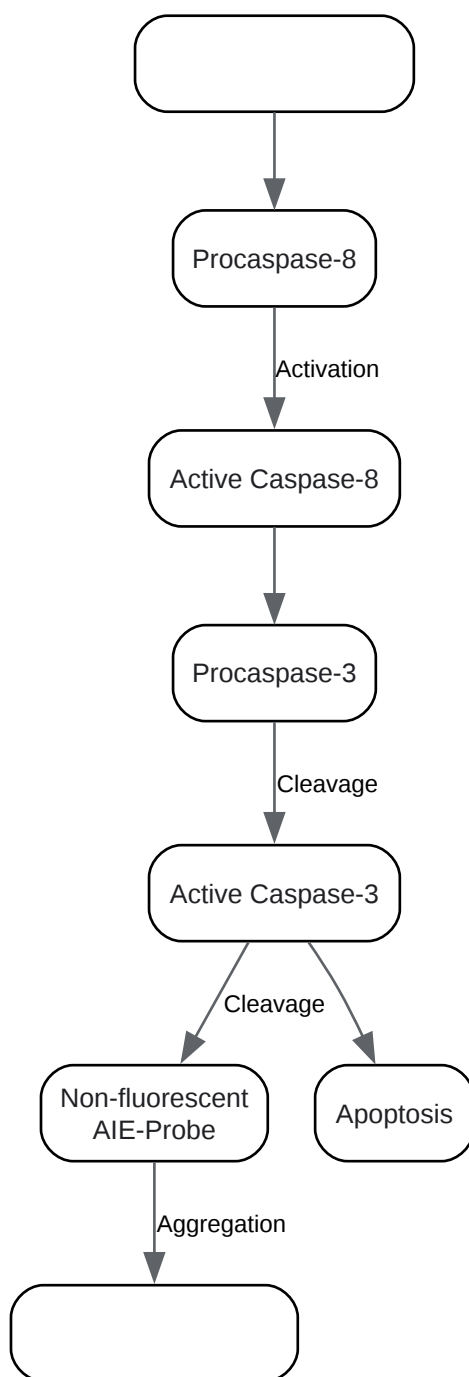 Procaspase-8
Activation
Active Caspase-8
Procaspase-3
Cleavage
Active Caspase-3
Cleavage
Non-fluorescent
AIE-Probe
Apoptosis
Aggregation